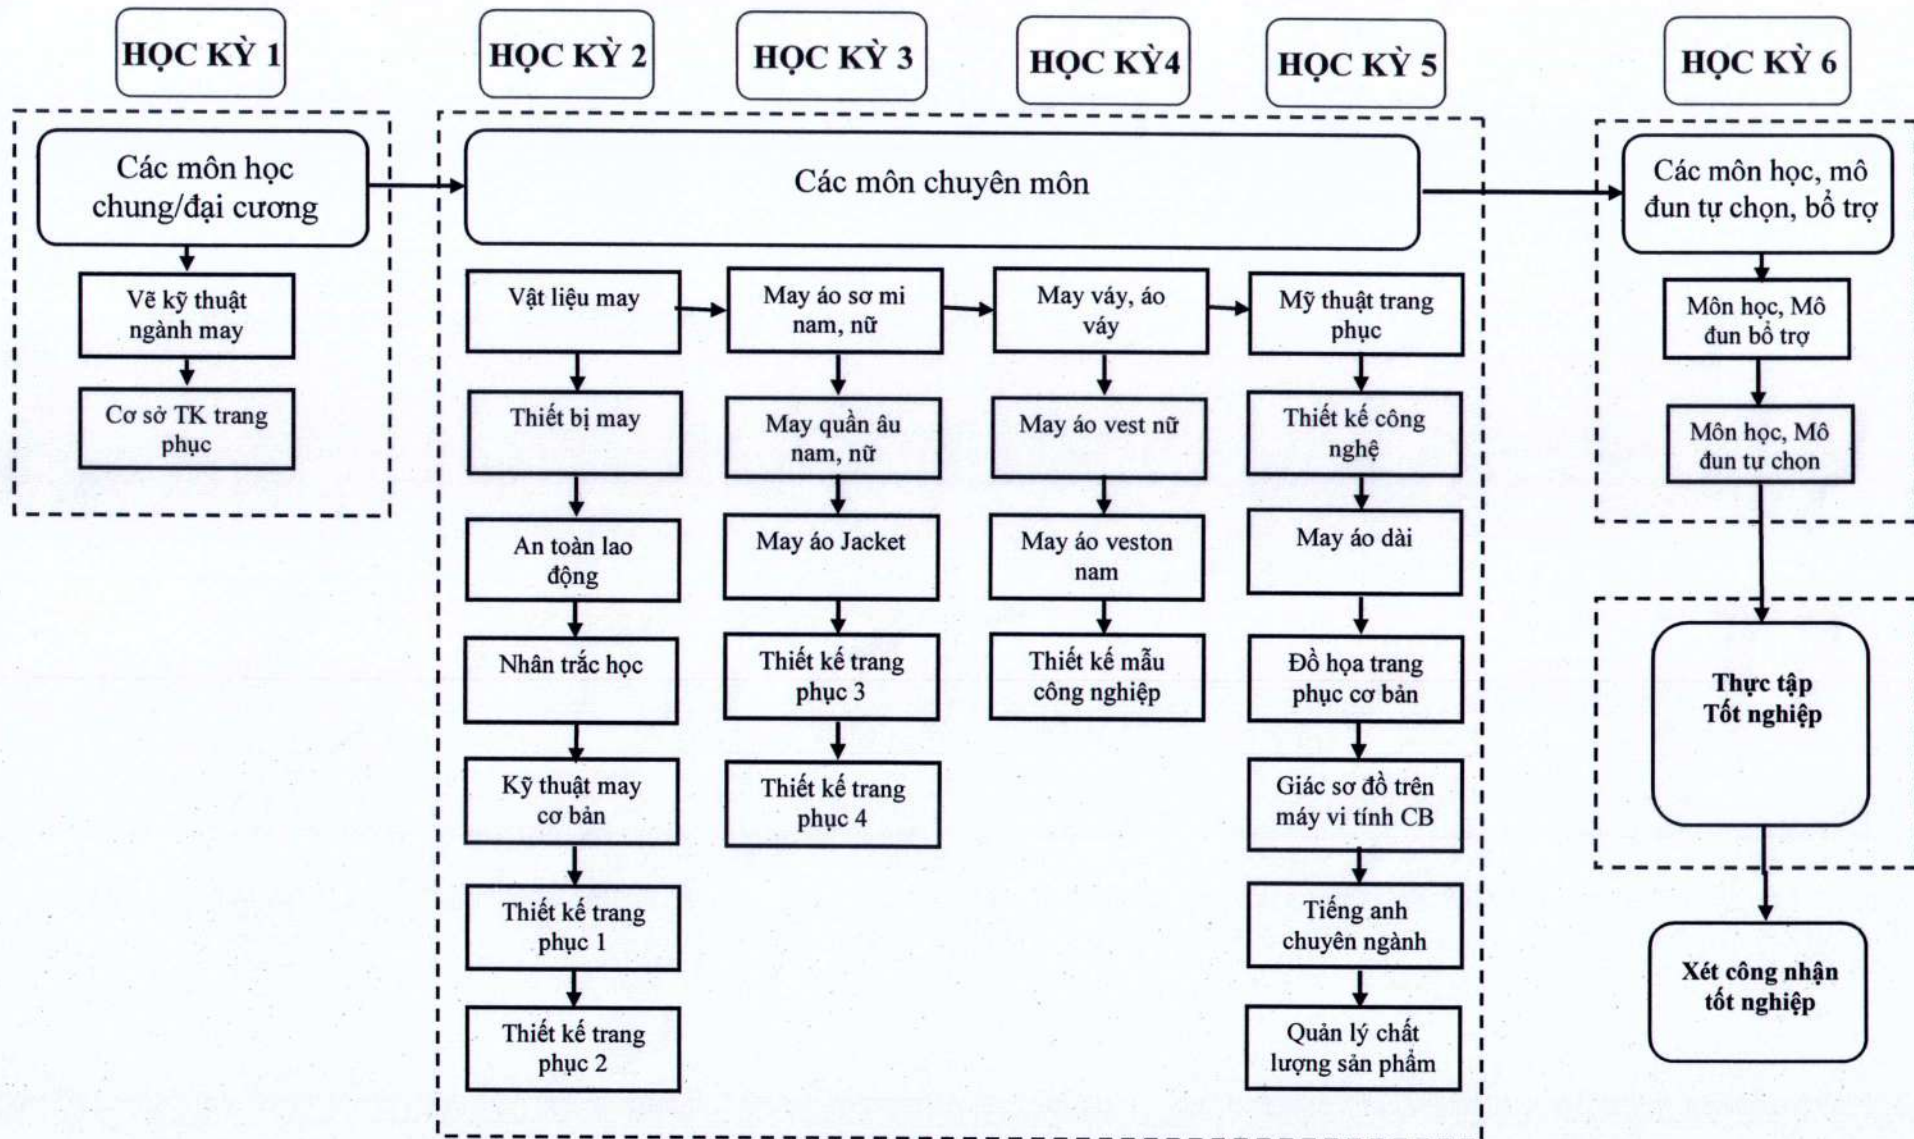 HỌC KỲ 1
HỌC KỲ 2
HỌC KỲ 3
HỌC KỲ4
HỌC KỲ 5
HỌC KỲ 6
Các môn học
chung/đại cương
Vẽ kỹ thuật
ngành may
Cơ sở TK trang
phục
Các môn chuyên môn
Vật liệu may
Thiết bị may
An toàn lao
động
Nhân trắc học
Kỹ thuật may
cơ bản
Thiết kế trang
phục 1
Thiết kế trang
phục 2
May áo sơ mi
nam, nữ
May quần âu
nam, nữ
May áo Jacket
Thiết kế trang
phục 3
Thiết kế trang
phục 4
May váy, áo
váy
May áo vest nữ
May áo veston
nam
Thiết kế mẫu
công nghiệp
Mỹ thuật trang
phục
Thiết kế công
nghệ
May áo dài
Đồ họa trang
phục cơ bản
Giác sơ đồ trên
máy vi tính CB
Tiếng anh
chuyên ngành
Quản lý chất
lượng sản phẩm
Các môn học, mô
đun tự chọn, bổ trợ
Môn học, Mô
đun bổ trợ
Môn học, Mô
đun tự chon
Thực tập
Tốt nghiệp
Xét công nhận
tốt nghiệp